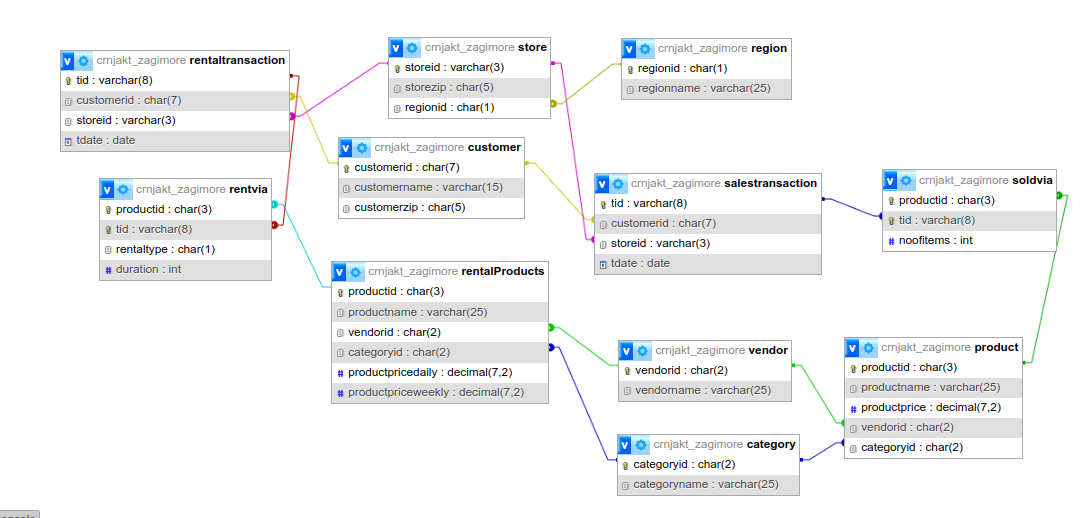 crnjakt_zagimore rentaltransaction
tid : varchar(8)
customerid : char(7)
storeid : varchar(3)
tdate : date
crnjakt_zagimore store
storeid : varchar(3)
storezip : char(5)
regionid : char(1)
crnjakt_zagimore region
regionid : char(1)
regionname : varchar(25)
crnjakt_zagimore customer
customerid : char(7)
customername : varchar(15)
customerzip : char(5)
crnjakt_zagimore rentvia
productid : char(3)
tid : varchar(8)
rentaltype : char(1)
duration : int
crnjakt_zagimore salestransaction
tid : varchar(8)
customerid : char(7)
storeid : varchar(3)
tdate : date
crnjakt_zagimore soldvia
productid : char(3)
tid : varchar(8)
noofitems : int
crnjakt_zagimore rentalProducts
productid : char(3)
productname : varchar(25)
vendorid : char(2)
categoryid : char(2)
productpricedaily : decimal(7,2)
productpriceweekly : decimal(7,2)
crnjakt_zagimore vendor
vendorid : char(2)
vendorname : varchar(25)
crnjakt_zagimore product
productid : char(3)
productname : varchar(25)
productprice : decimal(7,2)
vendorid : char(2)
categoryid : char(2)
crnjakt_zagimore category
categoryid : char(2)
categoryname : varchar(25)